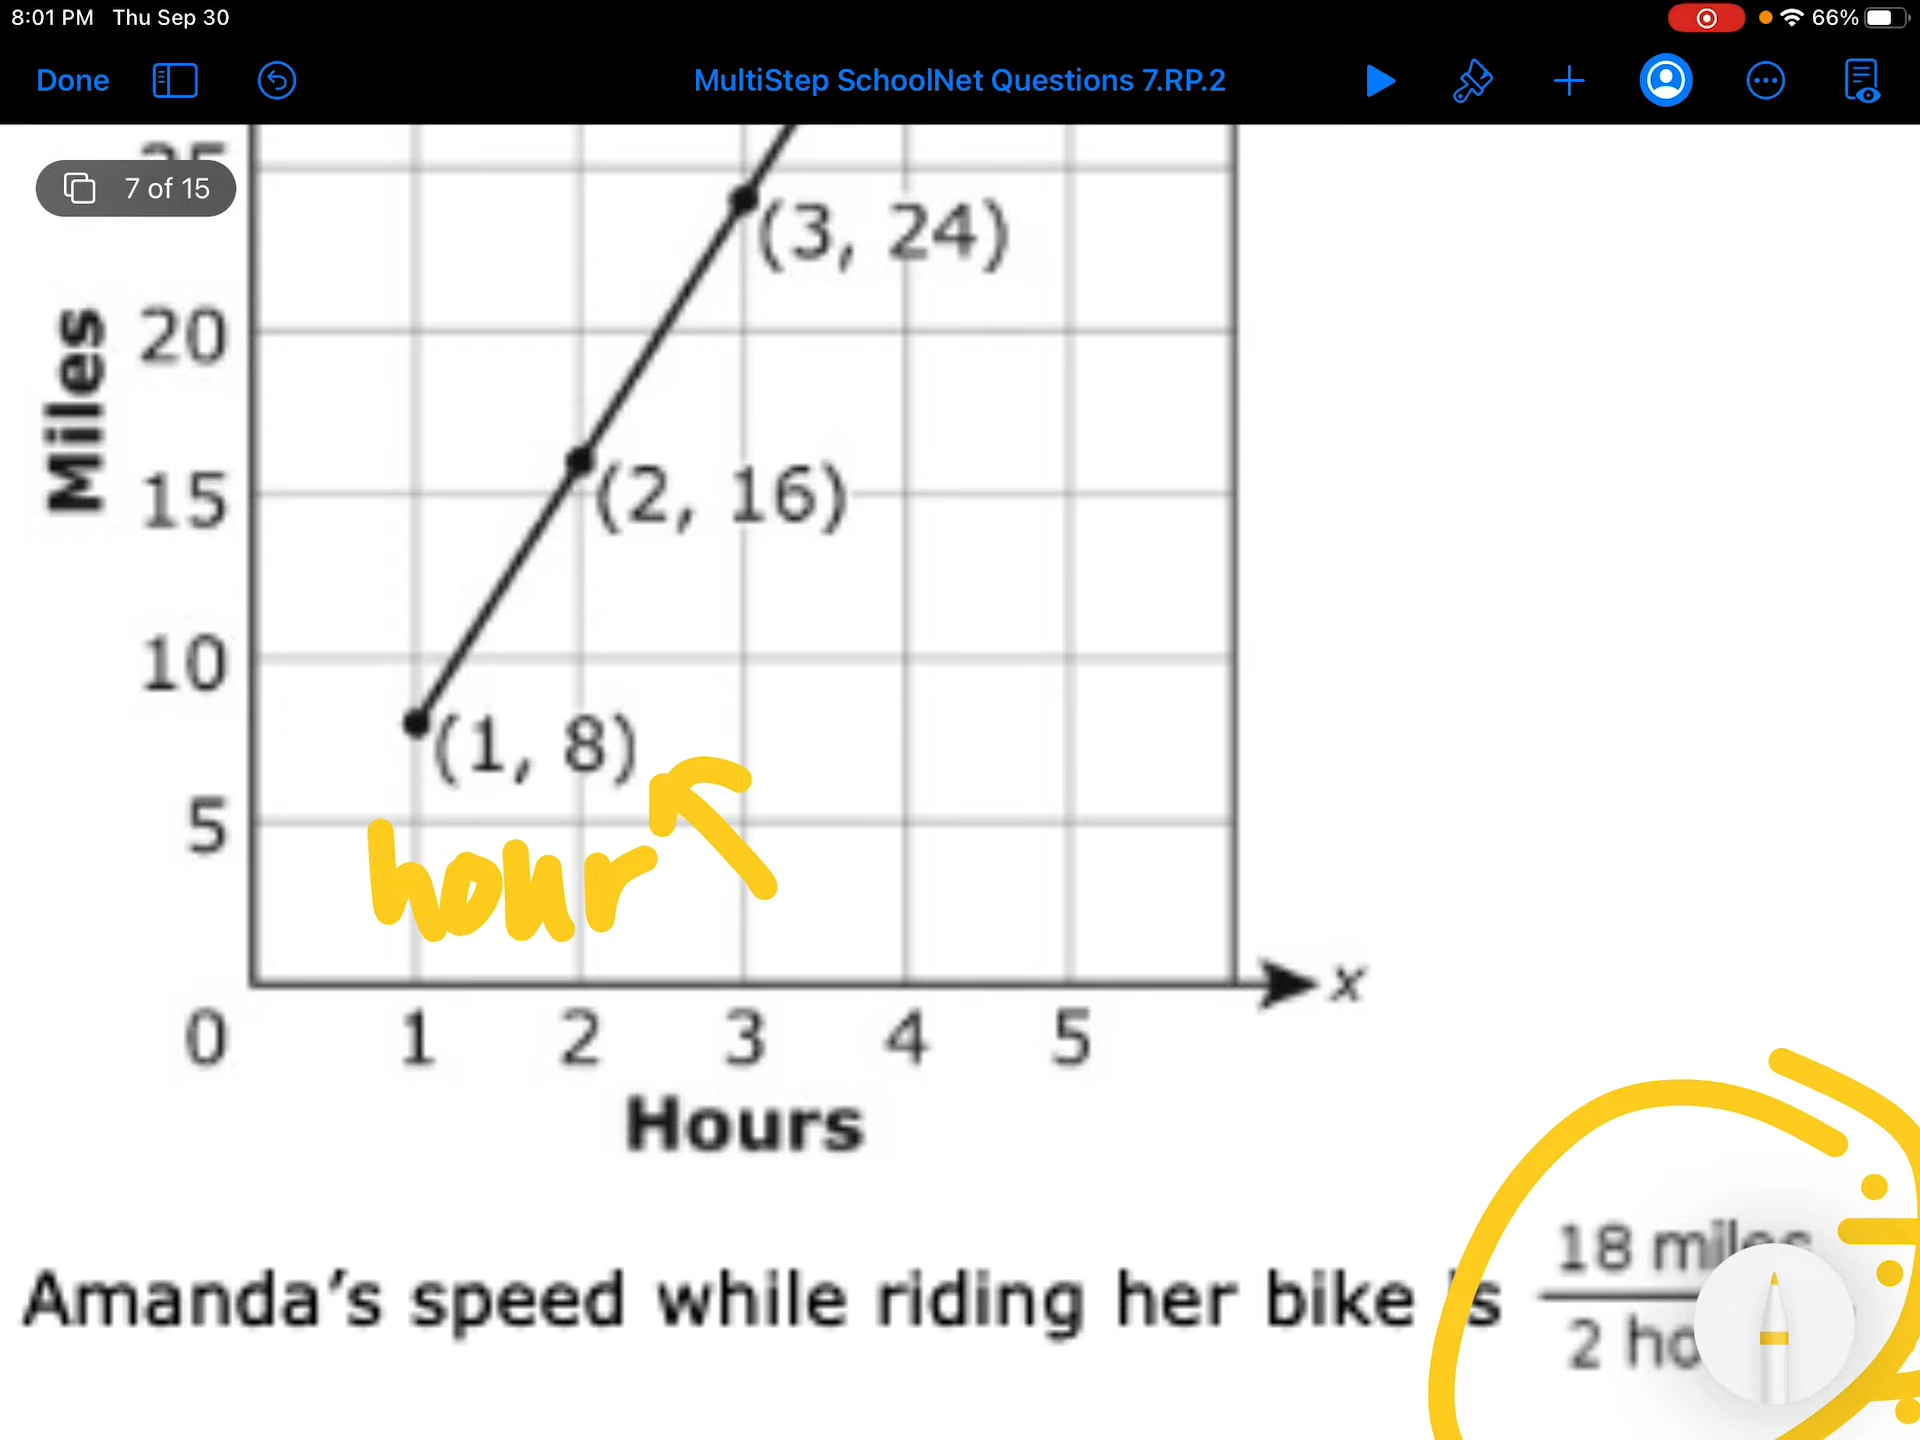 8:01 PM Thu Sep 30
66%
Done
MultiStep SchoolNet Questions 7.RP.2
7 of 15
(3, 24)
Miles
20
(2, 16)
15
10
(1, 8)
5
hour
x
0 1 2 3 4 5
Hours
18 miles
Amanda's speed while riding her bike is
2